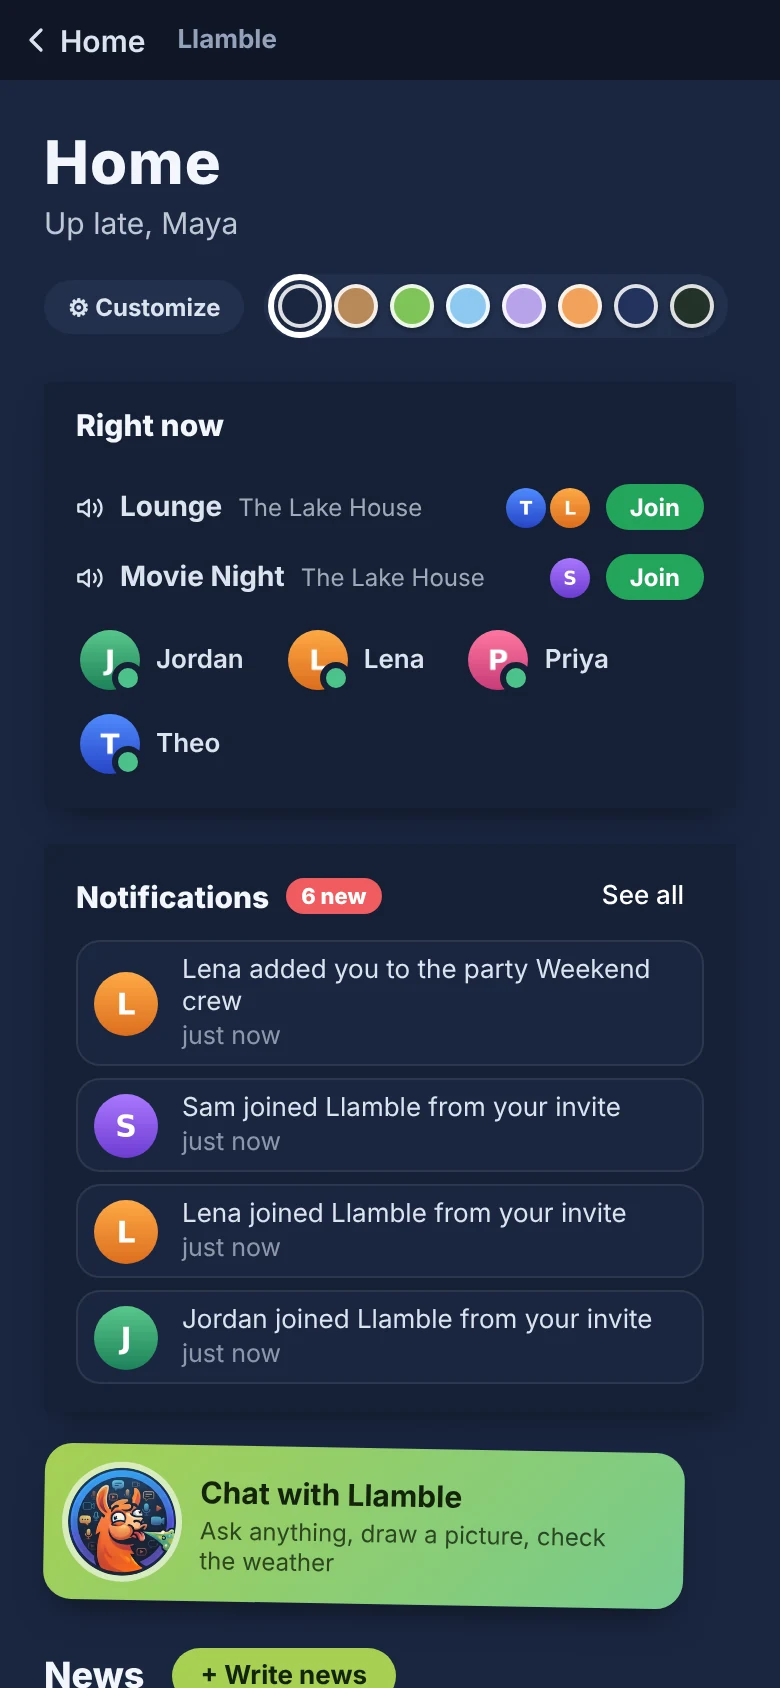 Home Llamble
Home
Up late, Maya
⚙ Customize
Right now
Lounge The Lake House T L Join
Movie Night The Lake House S Join
J Jordan L Lena P Priya
T Theo
Notifications 6 new See all
L Lena added you to the party Weekend
crew
just now
S Sam joined Llamble from your invite
just now
L Lena joined Llamble from your invite
just now
J Jordan joined Llamble from your invite
just now
Chat with Llamble
Ask anything, draw a picture, check
the weather
News + Write news